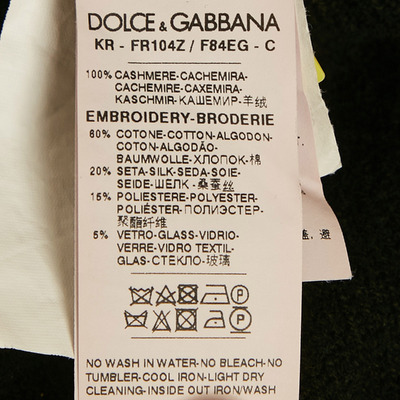 DOLCE & GABBANA
KR - FR104Z / F84EG - C
100% CASHMERE-CACHEMIRA-
CACHEMIRE-CAXEMIRA-
KASCHMIR-КАШЕМИР-羊绒
EMBROIDERY-BRODERIE
60% COTONE-COTTON-ALGODON-
COTON-ALGODÃO-
BAUMWOLLE-ХЛОПОК-棉
20% SETA-SILK-SEDA-SOIE-
SEIDE-ШЕЛК-桑蚕丝
15% POLIESTERE-POLYESTER-
POLIÉSTER-ПОЛИЭСТЕР-
聚酯纤维
5% VETRO-GLASS-VIDRIO-
VERRE-VIDRO TEXTIL-
GLAS-СТЕКЛО-玻璃
NO WASH IN WATER-NO BLEACH-NO
TUMBLER-COOL IRON-LIGHT DRY
CLEANING-INSIDE OUT IRON/WASH
避